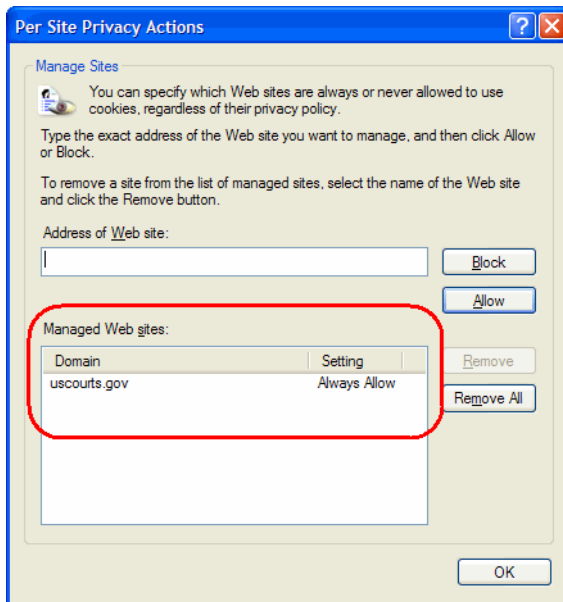 Per Site Privacy Actions
Manage Sites
You can specify which Web sites are always or never allowed to use
cookies, regardless of their privacy policy.
Type the exact address of the Web site you want to manage, and then click Allow
or Block.
To remove a site from the list of managed sites, select the name of the Web site
and click the Remove button.
Address of Web site:
Block
Allow
Managed Web sites:
Domain Setting
Remove
uscourts.gov Always Allow
Remove All
OK